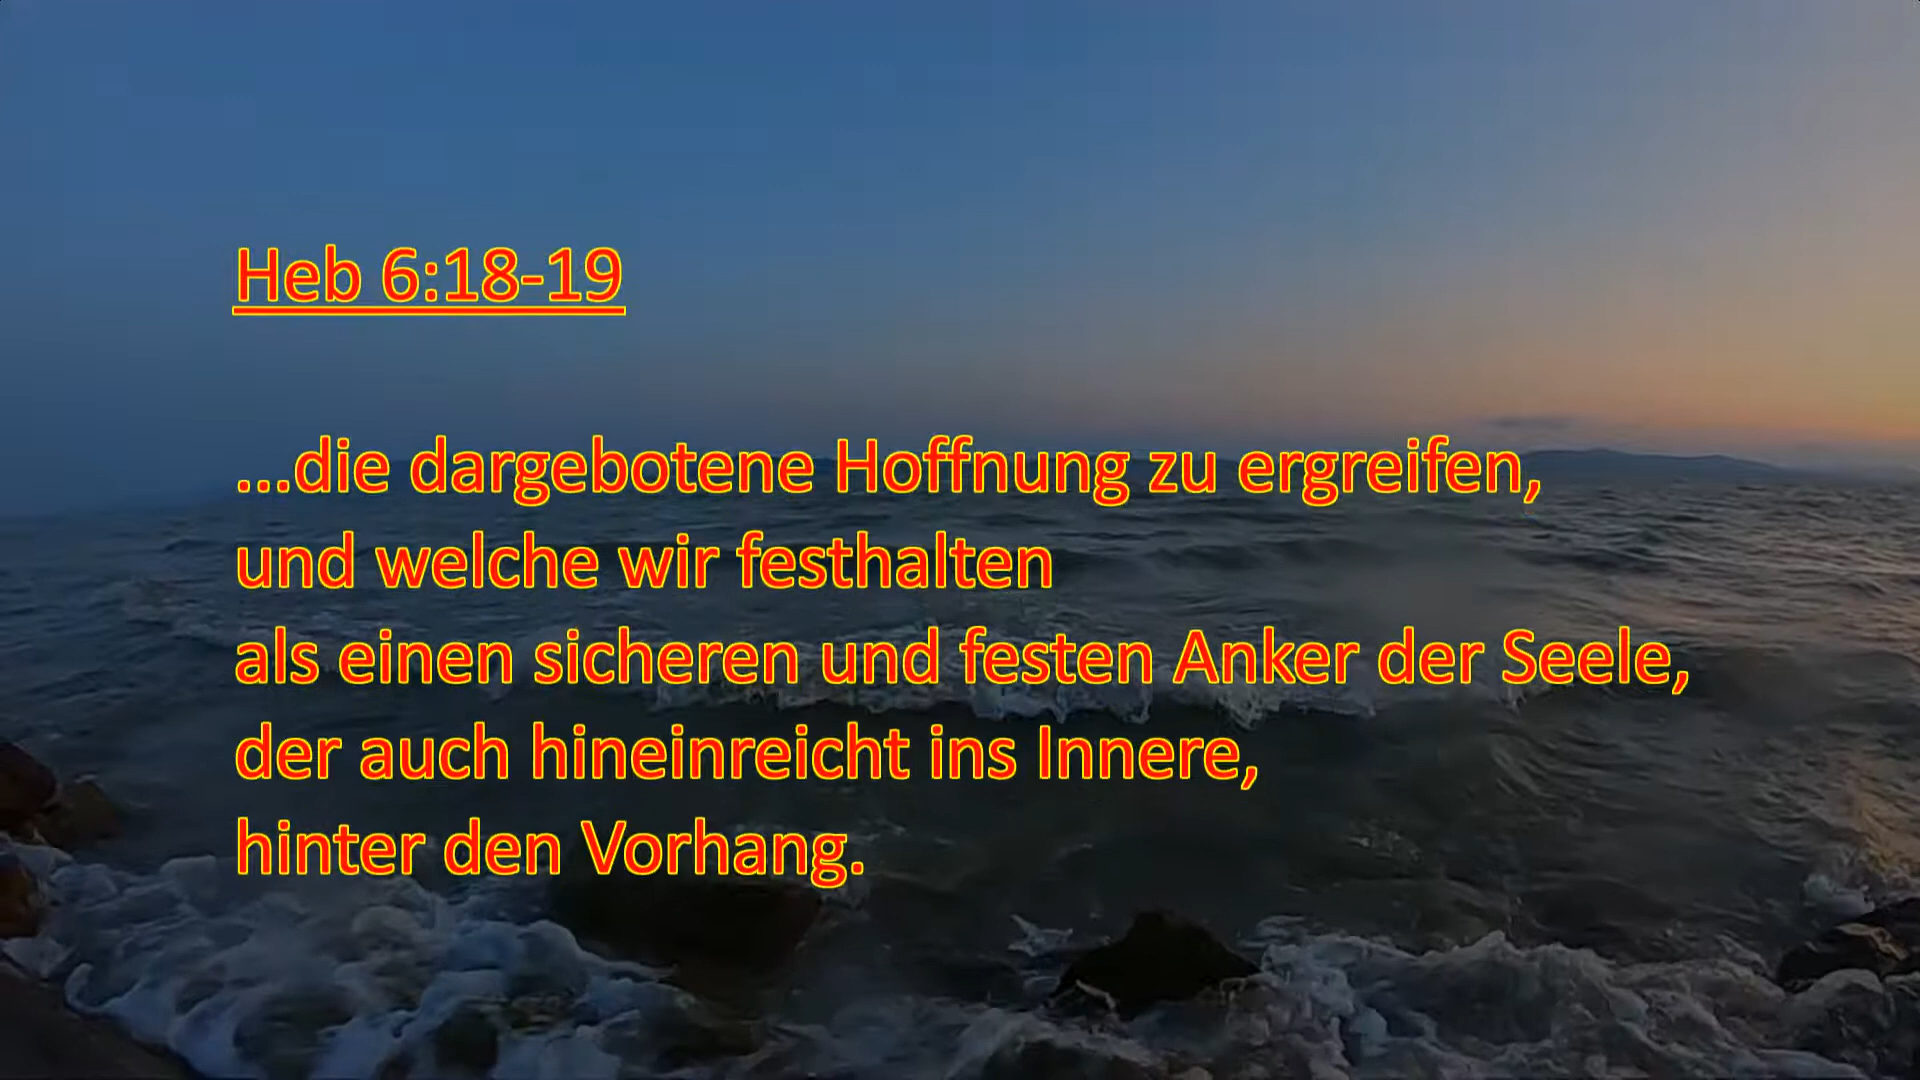 Heb 6:18-19
...die dargebotene Hoffnung zu ergreifen,
und welche wir festhalten
als einen sicheren und festen Anker der Seele,
der auch hineinreicht ins Innere,
hinter den Vorhang.